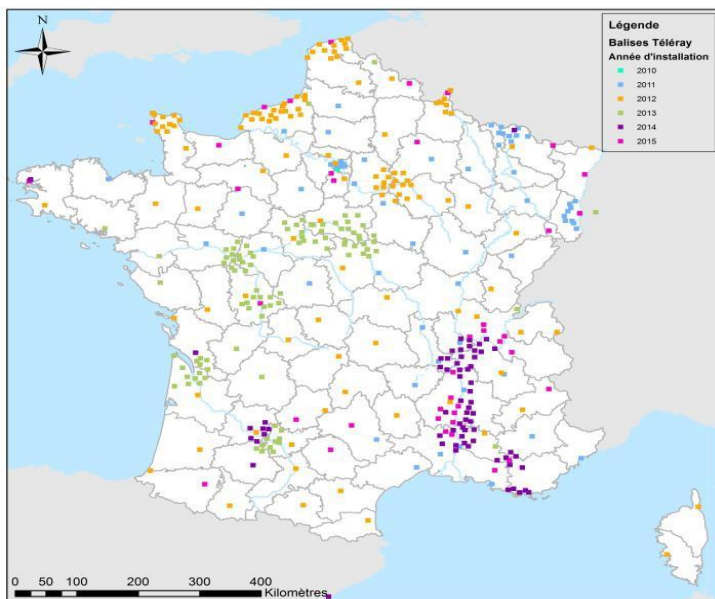 N
Légende
Balises Téléray
Année d'installation
2010
2011
2012
2013
2014
2015
0 50 100 200 300 400
Kilomètres